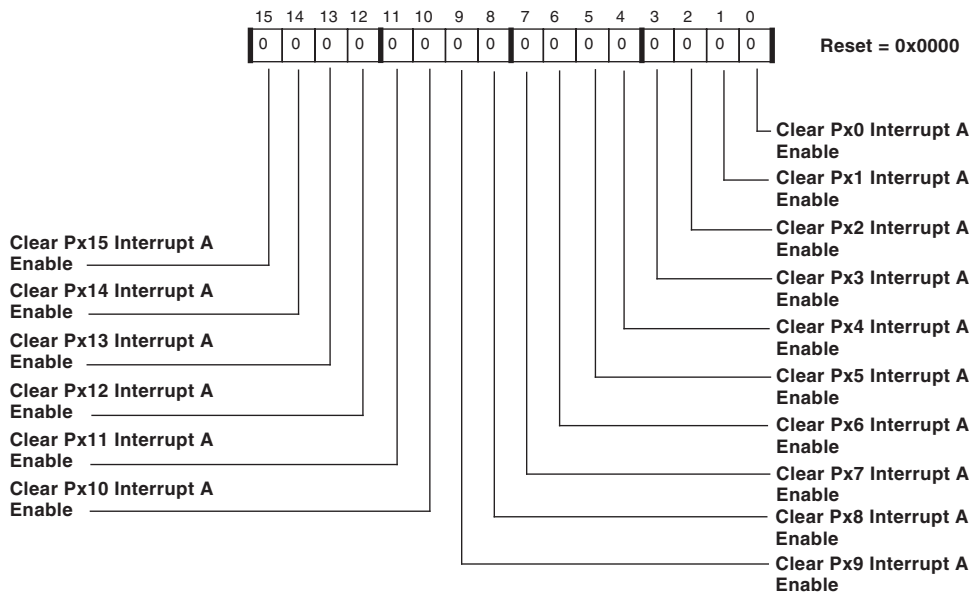 15 14 13 12 11 10 9 8 7 6 5 4 3 2 1 0
0 0 0 0 0 0 0 0 0 0 0 0 0 0 0 0
Reset = 0x0000
Clear Px0 Interrupt A
Enable
Clear Px1 Interrupt A
Enable
Clear Px2 Interrupt A
Enable
Clear Px3 Interrupt A
Enable
Clear Px4 Interrupt A
Enable
Clear Px5 Interrupt A
Enable
Clear Px6 Interrupt A
Enable
Clear Px7 Interrupt A
Enable
Clear Px8 Interrupt A
Enable
Clear Px9 Interrupt A
Enable
Clear Px15 Interrupt A
Enable
Clear Px14 Interrupt A
Enable
Clear Px13 Interrupt A
Enable
Clear Px12 Interrupt A
Enable
Clear Px11 Interrupt A
Enable
Clear Px10 Interrupt A
Enable